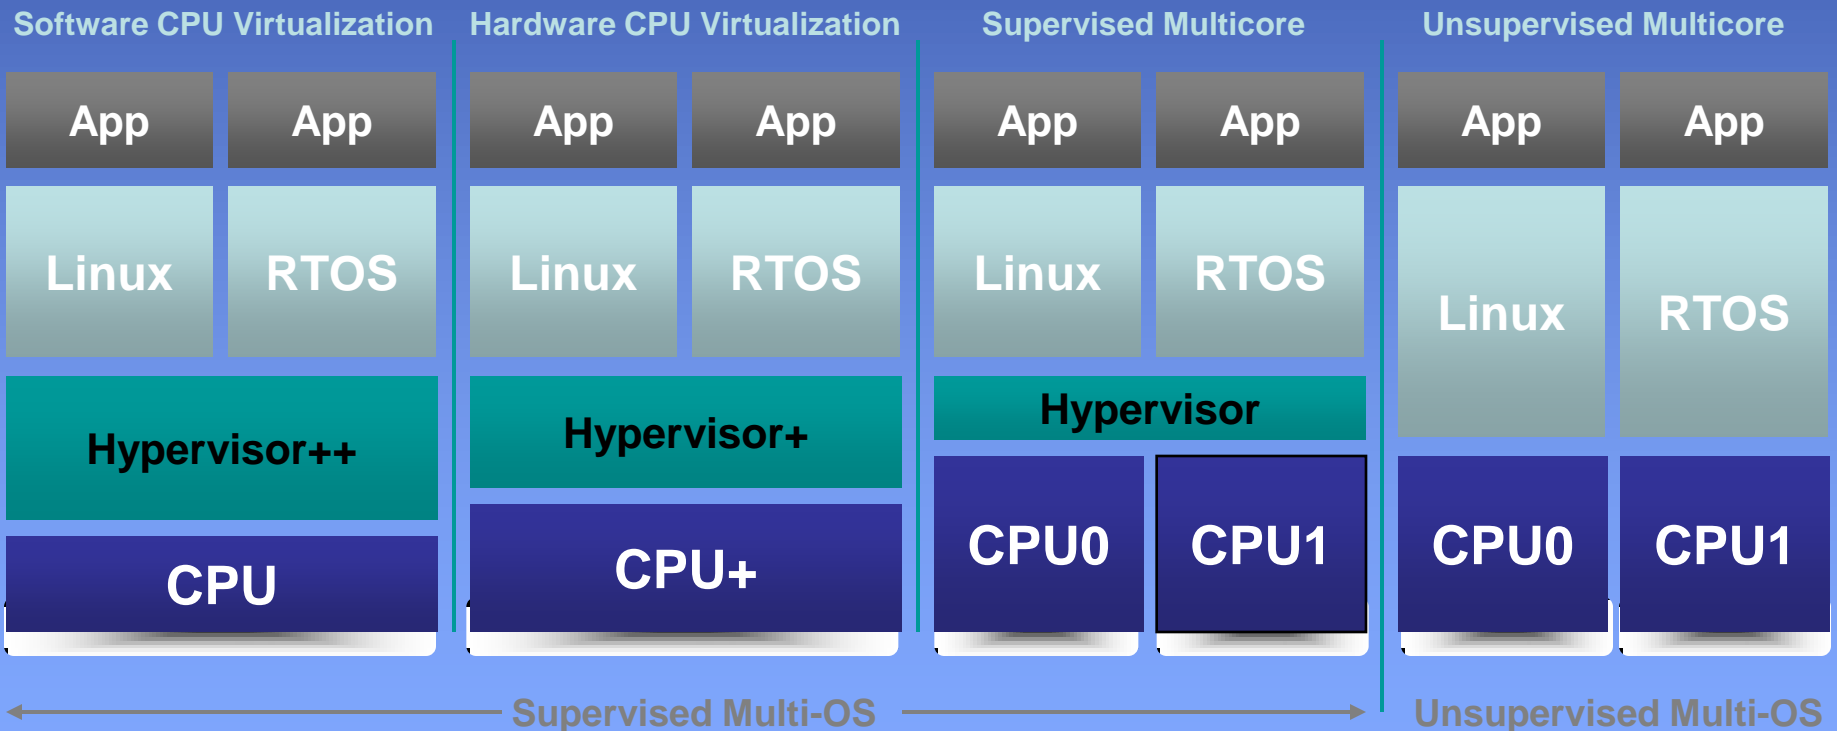 Software CPU Virtualization
Hardware CPU Virtualization
Supervised Multicore
Unsupervised Multicore
App
App
App
App
App
App
App
App
Linux
RTOS
Linux
RTOS
Linux
RTOS
Linux
RTOS
Hypervisor++
Hypervisor+
Hypervisor
CPU
CPU+
CPU0
CPU1
CPU0
CPU1
Supervised Multi-OS
Unsupervised Multi-OS